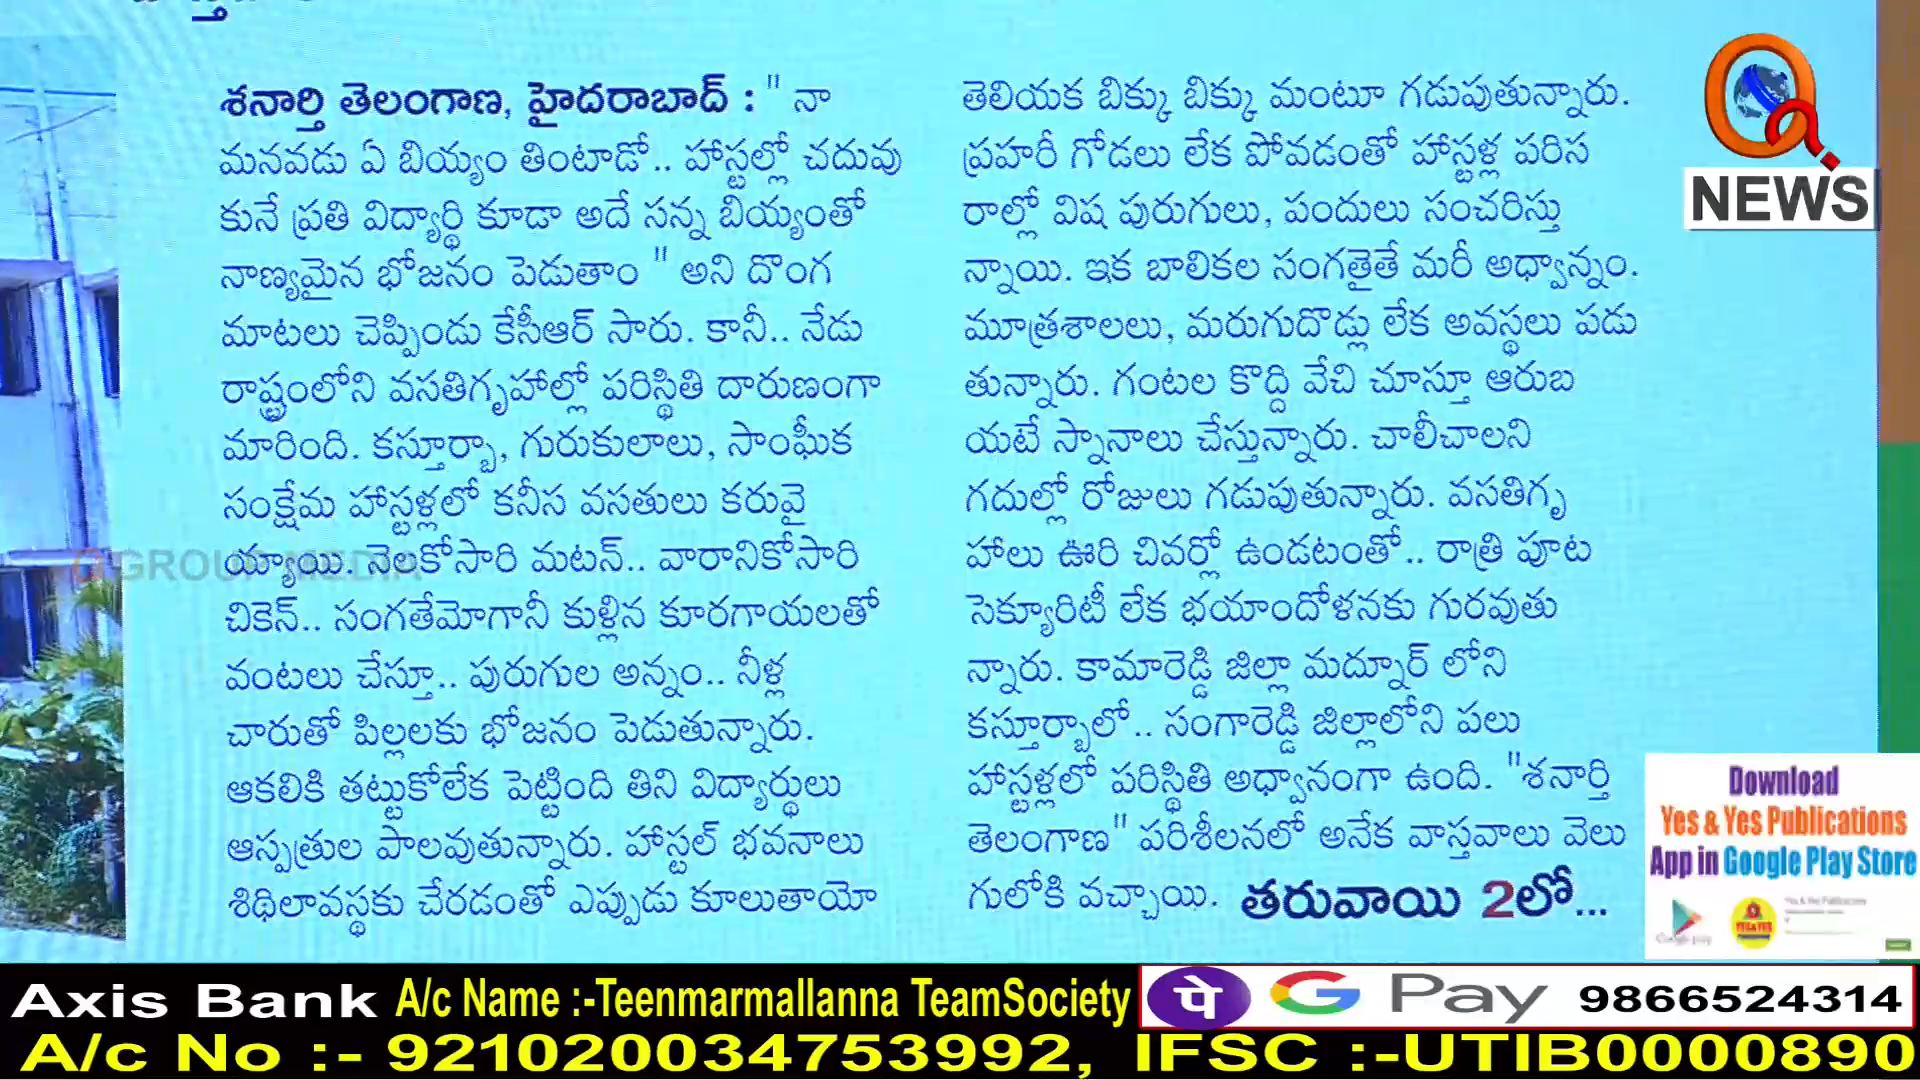 శనార్తి తెలంగాణ, హైదరాబాద్ : " నా
మనవడు ఏ బియ్యం తింటాడో.. హాస్టల్లో చదువు
కునే ప్రతి విద్యార్థి కూడా అదే సన్న బియ్యంతో
నాణ్యమైన భోజనం పెడుతాం " అని దొంగ
మాటలు చెప్పిండు కేసీఆర్ సారు. కానీ.. నేడు
రాష్ట్రంలోని వసతిగృహాల్లో పరిస్థితి దారుణంగా
మారింది. కస్తూర్బా, గురుకులాలు, సాంఘీక
సంక్షేమ హాస్టళ్లలో కనీస వసతులు కరువై
య్యాయి. నెలకోసారి మటన్.. వారానికోసారి
చికెన్.. సంగతేమోగానీ కుళ్లిన కూరగాయలతో
వంటలు చేస్తూ.. పురుగుల అన్నం.. నీళ్ల
చారుతో పిల్లలకు భోజనం పెడుతున్నారు.
ఆకలికి తట్టుకోలేక పెట్టింది తిని విద్యార్థులు
ఆస్పత్రుల పాలవుతున్నారు. హాస్టల్ భవనాలు
శిథిలావస్థకు చేరడంతో ఎప్పుడు కూలుతాయో
తెలియక బిక్కు బిక్కు మంటూ గడుపుతున్నారు.
ప్రహరీ గోడలు లేక పోవడంతో హాస్టళ్ల పరిస
రాల్లో విష పురుగులు, పందులు సంచరిస్తు
న్నాయి. ఇక బాలికల సంగతైతే మరీ అధ్వాన్నం.
మూత్రశాలలు, మరుగుదొడ్లు లేక అవస్థలు పడు
తున్నారు. గంటల కొద్ది వేచి చూస్తూ ఆరుబ
యటే స్నానాలు చేస్తున్నారు. చాలీచాలని
గదుల్లో రోజులు గడుపుతున్నారు. వసతిగృ
హాలు ఊరి చివర్లో ఉండటంతో.. రాత్రి పూట
సెక్యూరిటీ లేక భయాందోళనకు గురవుతు
న్నారు. కామారెడ్డి జిల్లా మద్నూర్ లోని
కస్తూర్బాలో.. సంగారెడ్డి జిల్లాలోని పలు
హాస్టళ్లలో పరిస్థితి అధ్వానంగా ఉంది. "శనార్తి
తెలంగాణ" పరిశీలనలో అనేక వాస్తవాలు వెలు
గులోకి వచ్చాయి. తరువాయి 2లో...
Q GROUP MEDIA
Q
NEWS
Download
Yes & Yes Publications
App in Google Play Store
Google play
Axis Bank A/c Name :-Teenmarmallanna TeamSociety
पे G Pay 9866524314
A/c No :- 921020034753992, IFSC :-UTIB0000890